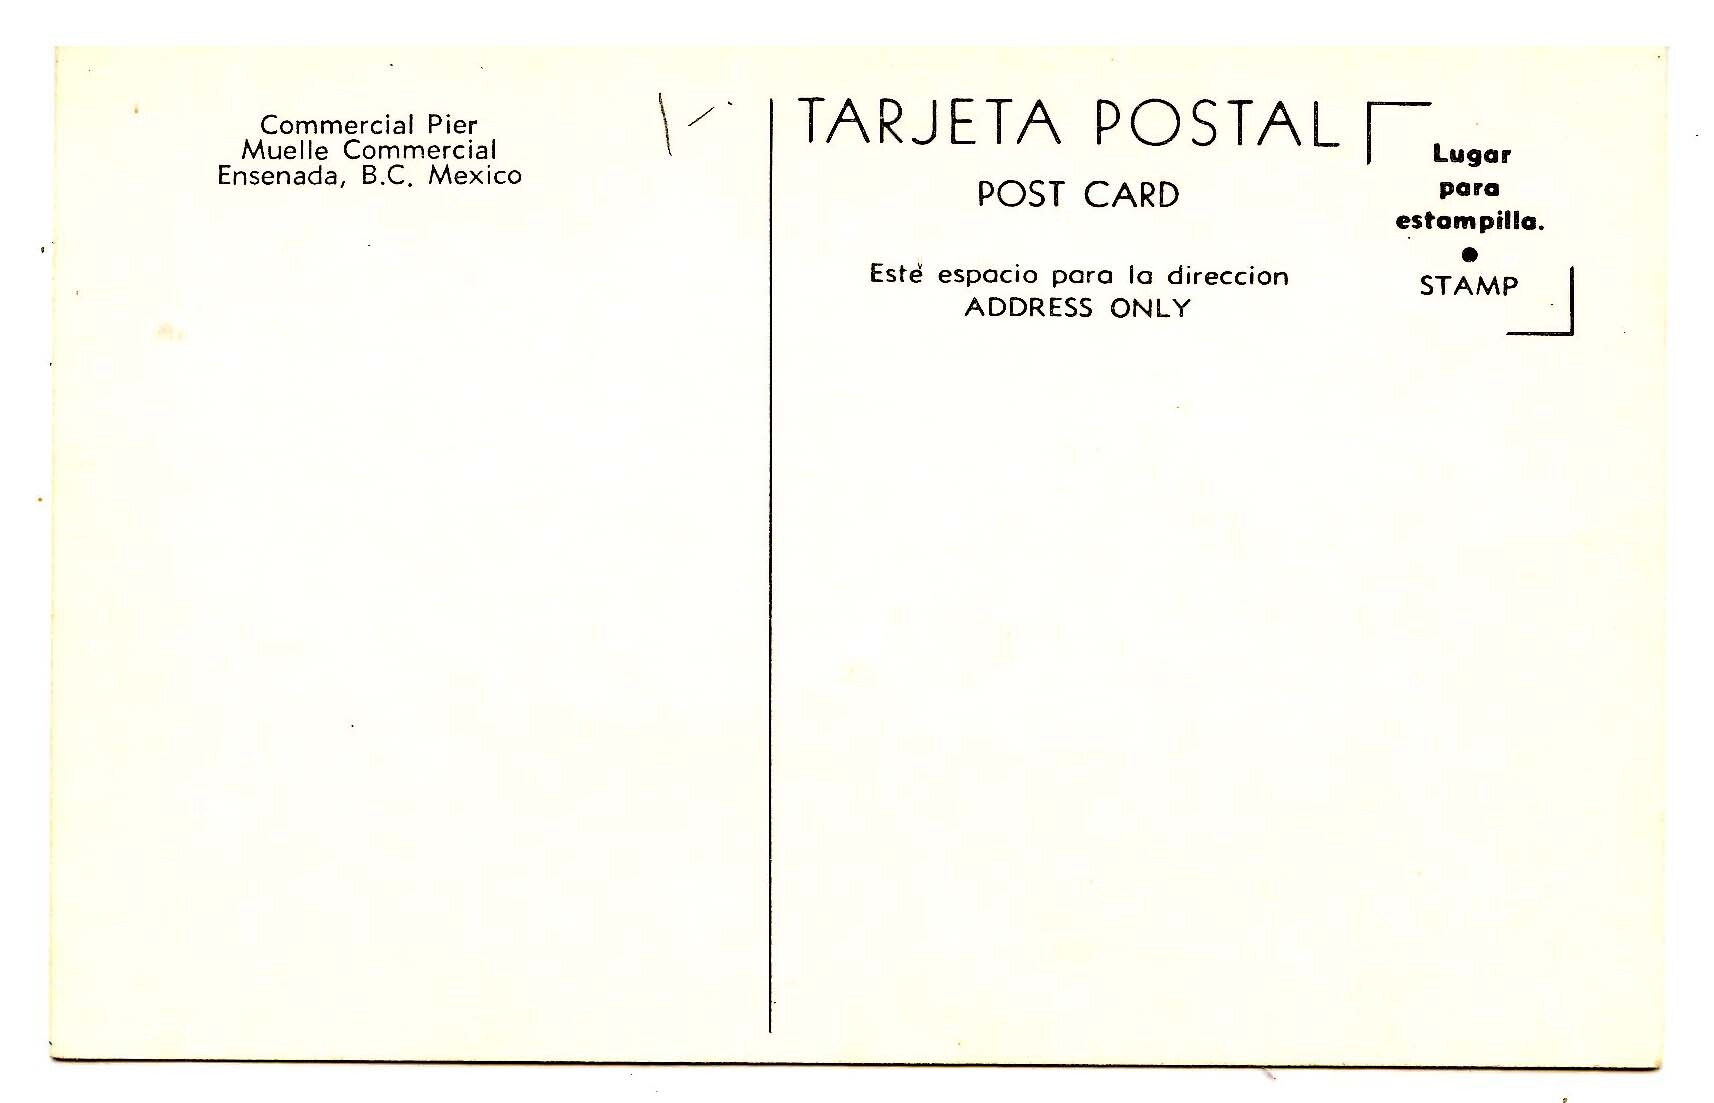 Commercial Pier
Muelle Commercial
Ensenada, B.C. Mexico
TARJETA POSTAL
POST CARD
Esté espacio para la direccion
ADDRESS ONLY
Lugar
para
estampilla.
STAMP